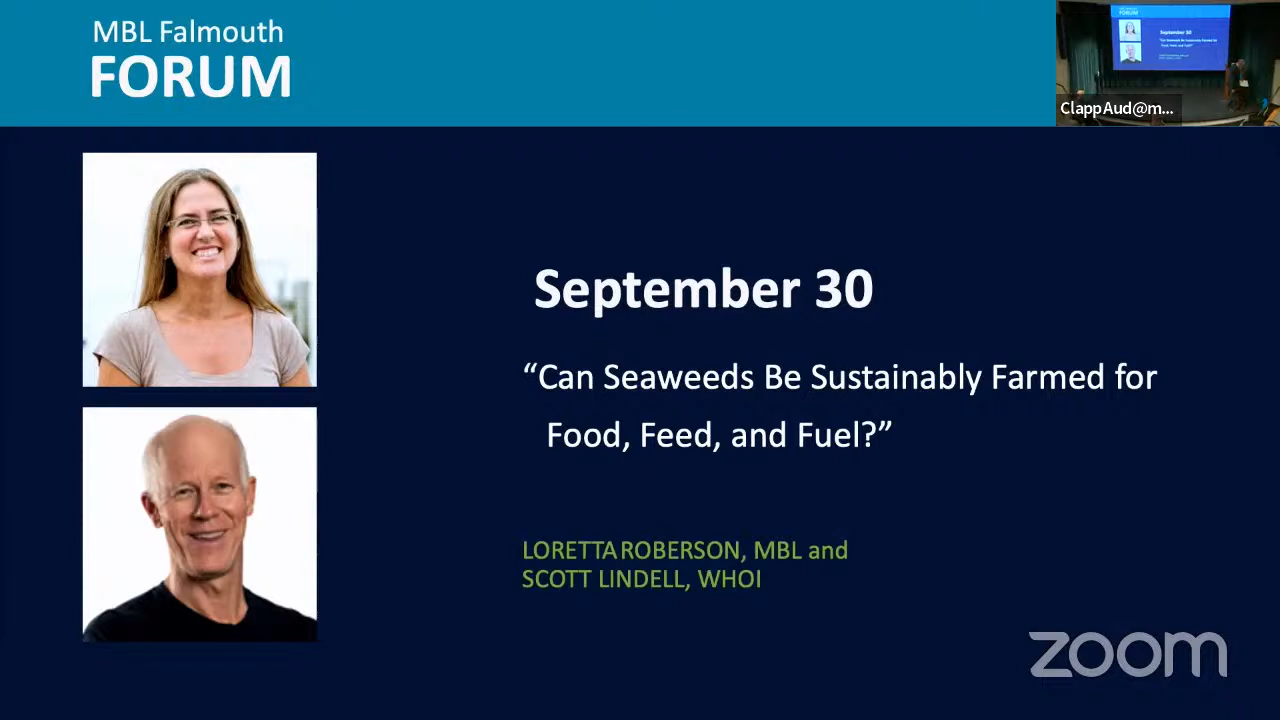 MBL Falmouth
FORUM
ClappAud@m...
September 30
“Can Seaweeds Be Sustainably Farmed for
Food, Feed, and Fuel?”
LORETTA ROBERSON, MBL and
SCOTT LINDELL, WHOI
zoom